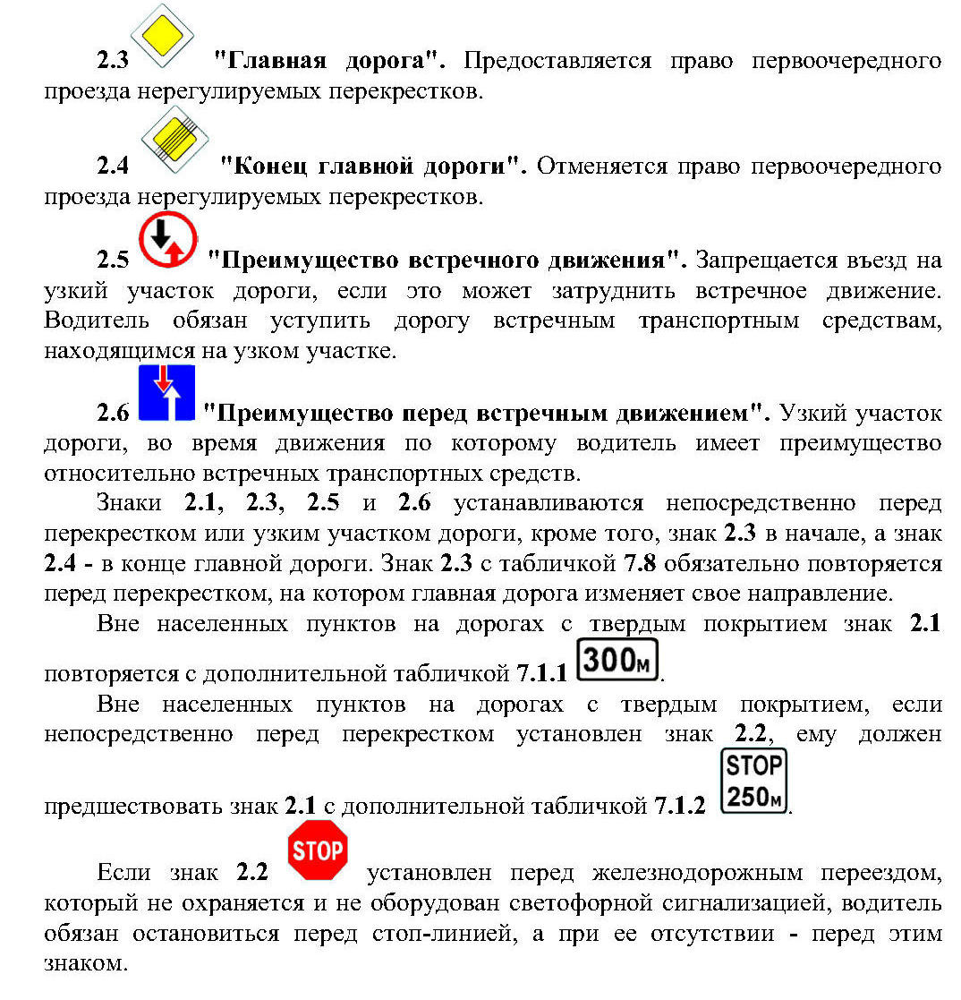 2.3 "Главная дорога". Предоставляется право первоочередного
проезда нерегулируемых перекрестков.
2.4 "Конец главной дороги". Отменяется право первоочередного
проезда нерегулируемых перекрестков.
2.5 "Преимущество встречного движения". Запрещается въезд на
узкий участок дороги, если это может затруднить встречное движение.
Водитель обязан уступить дорогу встречным транспортным средствам,
находящимся на узком участке.
2.6 "Преимущество перед встречным движением". Узкий участок
дороги, во время движения по которому водитель имеет преимущество
относительно встречных транспортных средств.
Знаки 2.1, 2.3, 2.5 и 2.6 устанавливаются непосредственно перед
перекрестком или узким участком дороги, кроме того, знак 2.3 в начале, а знак
2.4 - в конце главной дороги. Знак 2.3 с табличкой 7.8 обязательно повторяется
перед перекрестком, на котором главная дорога изменяет свое направление.
Вне населенных пунктов на дорогах с твердым покрытием знак 2.1
повторяется с дополнительной табличкой 7.1.1 300м.
Вне населенных пунктов на дорогах с твердым покрытием, если
непосредственно перед перекрестком установлен знак 2.2, ему должен
STOP
предшествовать знак 2.1 с дополнительной табличкой 7.1.2 250м.
Если знак 2.2 STOP установлен перед железнодорожным переездом,
который не охраняется и не оборудован светофорной сигнализацией, водитель
обязан остановиться перед стоп-линией, а при ее отсутствии - перед этим
знаком.